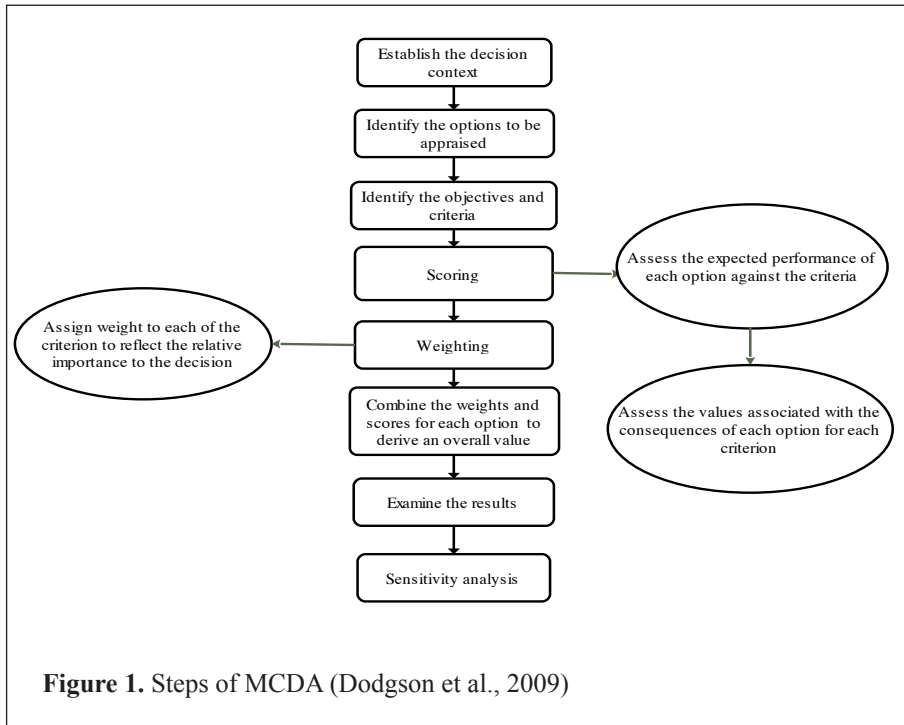 Establish the decision
context
Identify the options to be
appraised
Identify the objectives and
criteria
Scoring
Assess the expected performance of
each option against the criteria
Assign weight to each of the
criterion to reflect the relative
importance to the decision
Weighting
Combine the weights and
scores for each option to
derive an overall value
Assess the values associated with the
consequences of each option for each
criterion
Examine the results
Sensitivity analysis
Figure 1. Steps of MCDA (Dodgson et al., 2009)